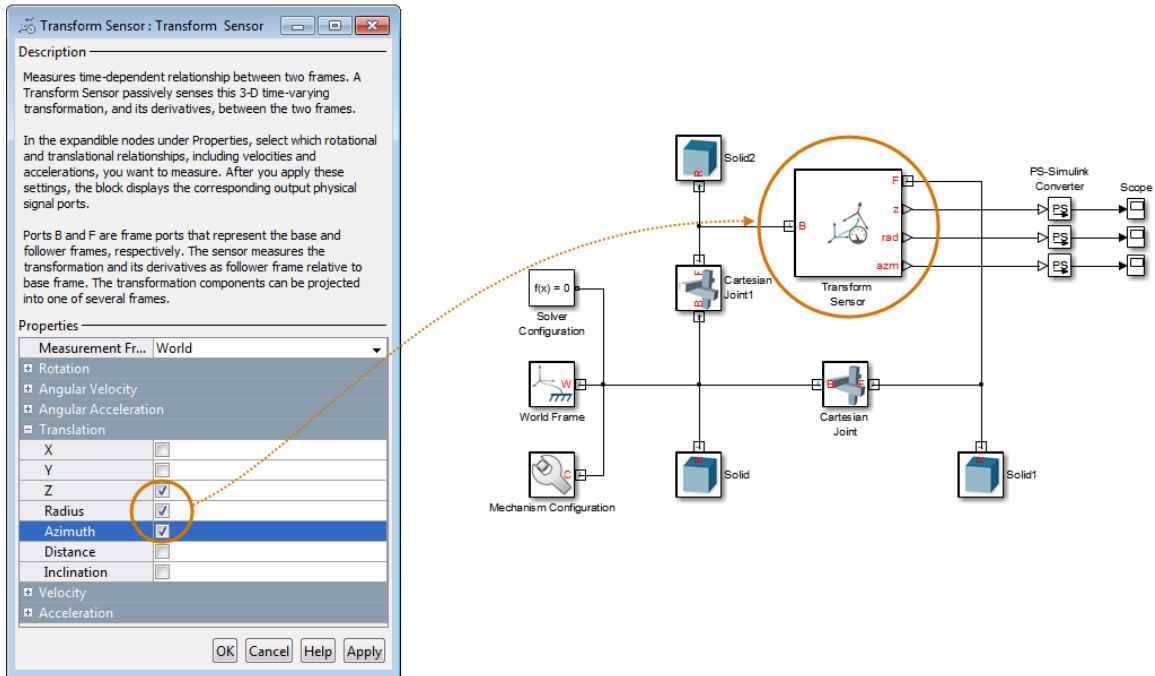 Transform Sensor : Transform Sensor
Description
Measures time-dependent relationship between two frames. A
Transform Sensor passively senses this 3-D time-varying
transformation, and its derivatives, between the two frames.
In the expandible nodes under Properties, select which rotational
and translational relationships, including velocities and
accelerations, you want to measure. After you apply these
settings, the block displays the corresponding output physical
signal ports.
Ports B and F are frame ports that represent the base and
follower frames, respectively. The sensor measures the
transformation and its derivatives as follower frame relative to
base frame. The transformation components can be projected
into one of several frames.
Properties
Measurement Fr... World
Rotation
Angular Velocity
Angular Acceleration
Translation
X
Y
Z
Radius
Azimuth
Distance
Inclination
Velocity
Acceleration
OK Cancel Help Apply
Solid2
R
F
B
z
rad
azm
Transform
Sensor
PS-Simulink
Converter
Scope
PS
PS
PS
F
B
Cartesian
Joint1
f(x) = 0
Solver
Configuration
W
World Frame
B
F
Cartesian
Joint
C
Mechanism Configuration
R
Solid
R
Solid1